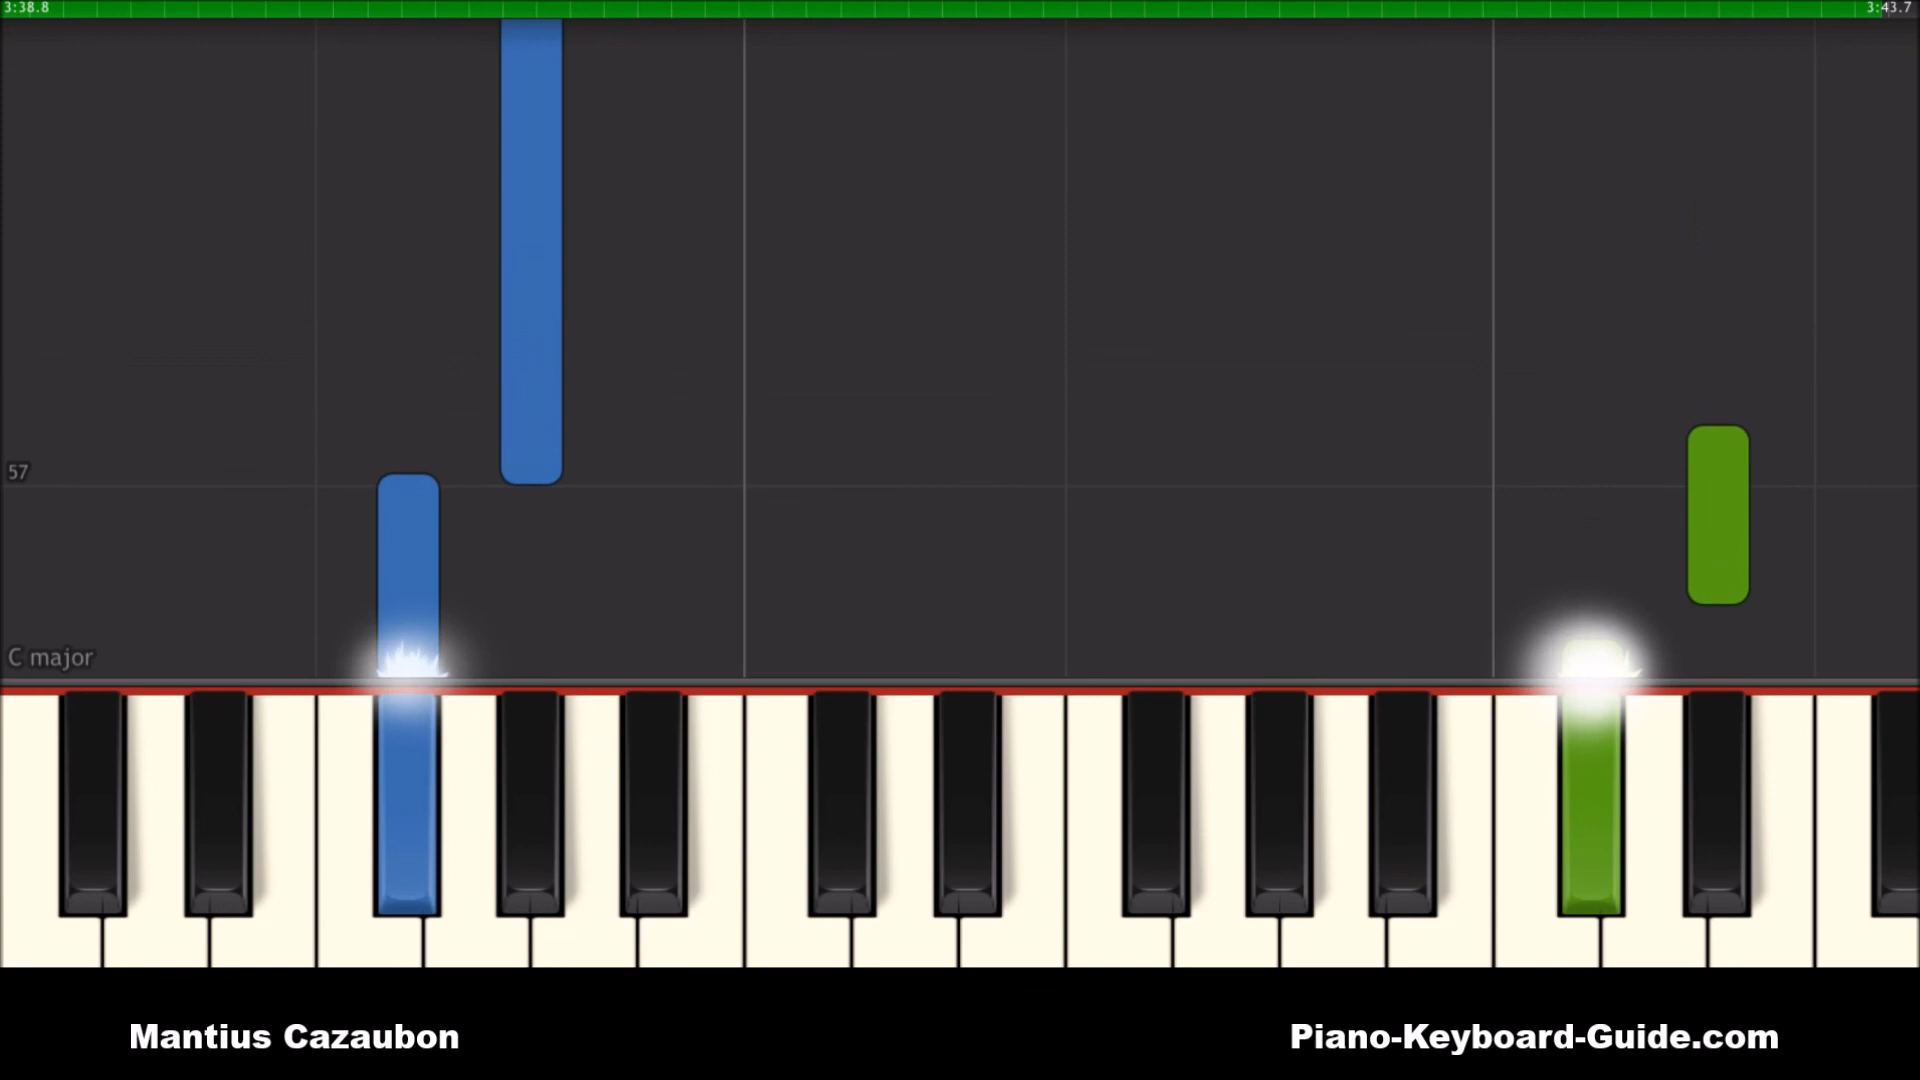 3:38.8
3:43.7
57
C major
Mantius Cazaubon
Piano-Keyboard-Guide.com